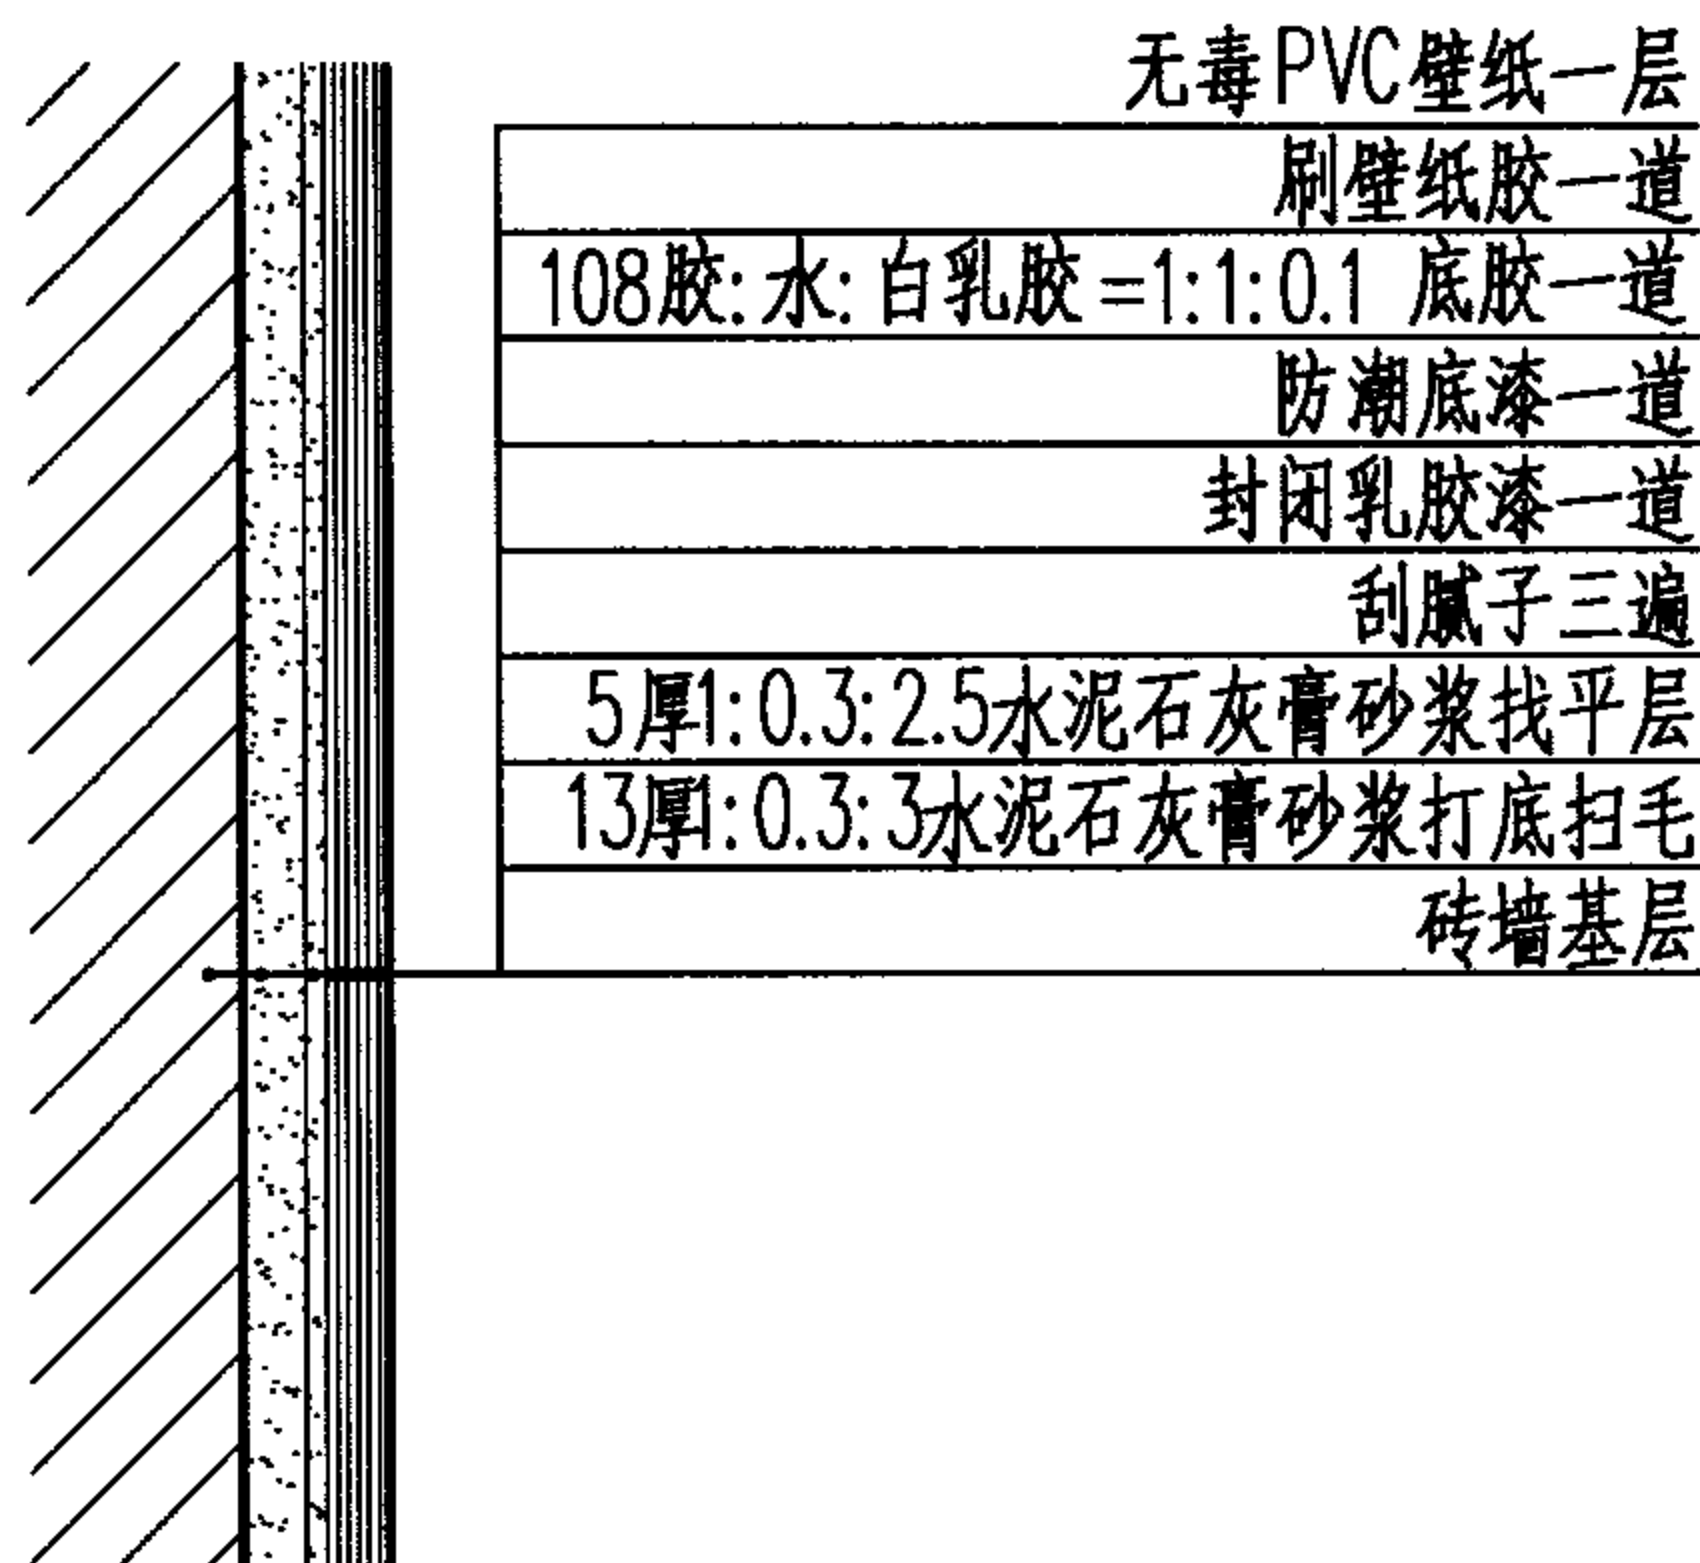 无毒PVC壁纸一层
刷壁纸胶一道
108胶:水:白乳胶=1:1:0.1 底胶一道
防潮底漆一道
封闭乳胶漆一道
刮腻子三遍
5厚1:0.3:2.5水泥石灰膏砂浆找平层
13厚1:0.3:3水泥石灰膏砂浆打底扫毛
砖墙基层